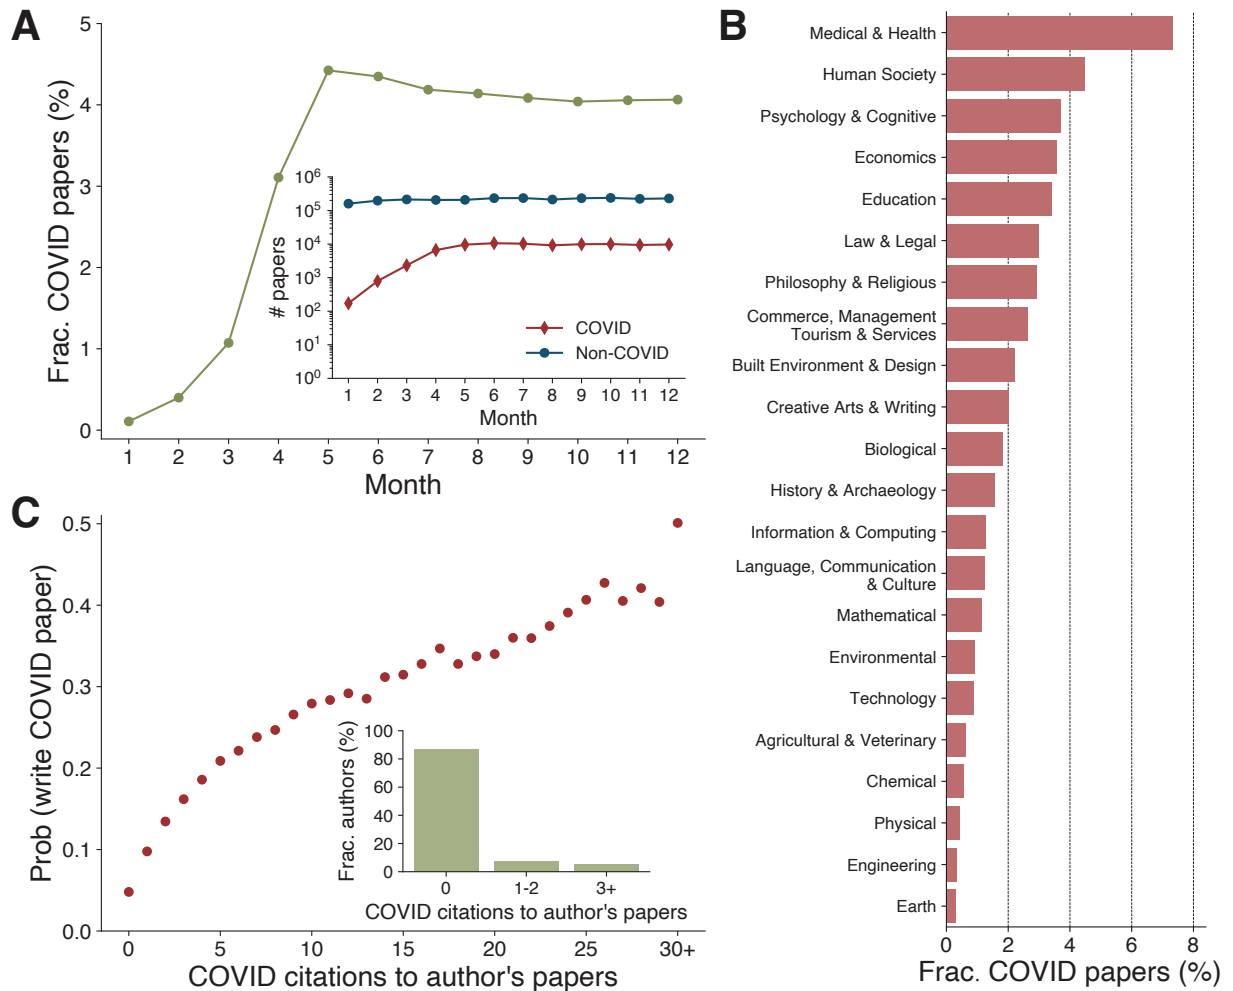 A
Frac. COVID papers (%)
5
4
3
2
1
0
1 2 3 4 5 6 7 8 9 10 11 12
Month
# papers
10^6
10^5
10^4
10^3
10^2
10^1
10^0
COVID
Non-COVID
1 2 3 4 5 6 7 8 9 10 11 12
Month
B
Medical & Health
Human Society
Psychology & Cognitive
Economics
Education
Law & Legal
Philosophy & Religious
Commerce, Management
Tourism & Services
Built Environment & Design
Creative Arts & Writing
Biological
History & Archaeology
Information & Computing
Language, Communication
& Culture
Mathematical
Environmental
Technology
Agricultural & Veterinary
Chemical
Physical
Engineering
Earth
0 2 4 6 8
Frac. COVID papers (%)
C
Prob (write COVID paper)
0.5
0.4
0.3
0.2
0.1
0.0
0 5 10 15 20 25 30+
COVID citations to author's papers
Frac. authors (%)
100
80
60
40
20
0
0 1-2 3+
COVID citations to author's papers